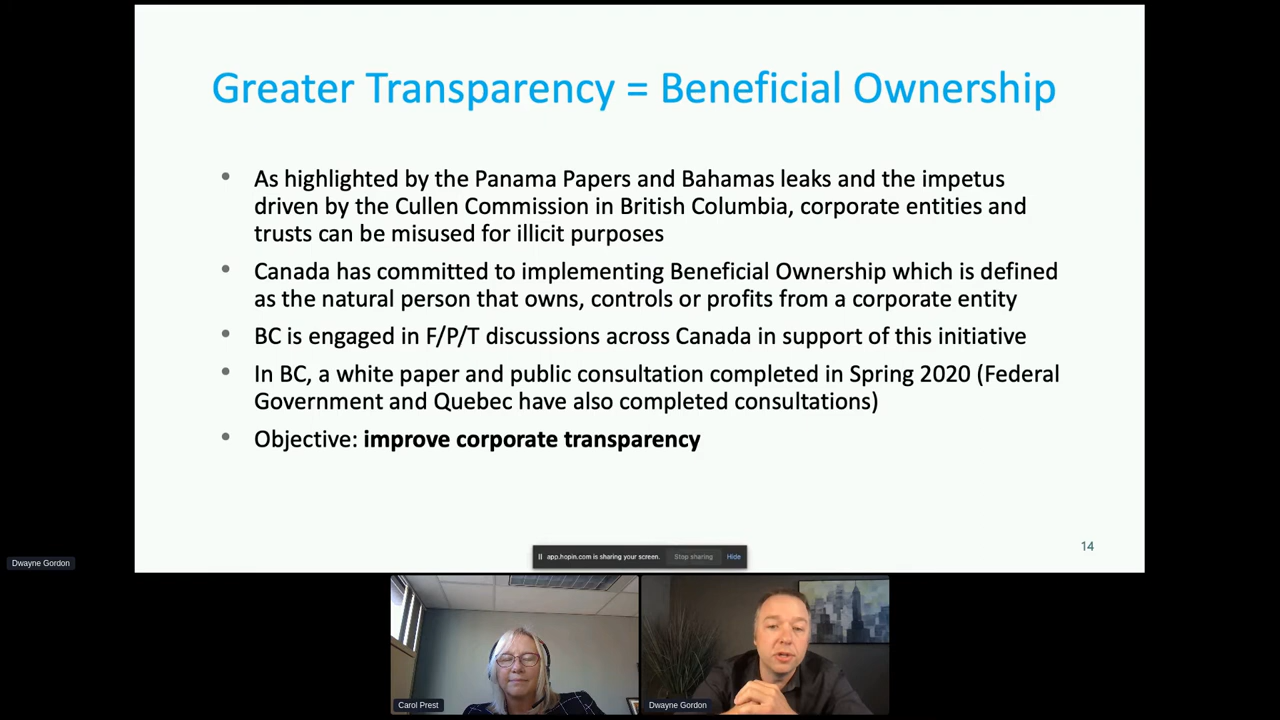 Greater Transparency = Beneficial Ownership
• As highlighted by the Panama Papers and Bahamas leaks and the impetus
driven by the Cullen Commission in British Columbia, corporate entities and
trusts can be misused for illicit purposes
• Canada has committed to implementing Beneficial Ownership which is defined
as the natural person that owns, controls or profits from a corporate entity
• BC is engaged in F/P/T discussions across Canada in support of this initiative
• In BC, a white paper and public consultation completed in Spring 2020 (Federal
Government and Quebec have also completed consultations)
• Objective: improve corporate transparency
14
app.hopin.com is sharing your screen. Stop sharing Hide
Dwayne Gordon
Carol Prest
Dwayne Gordon